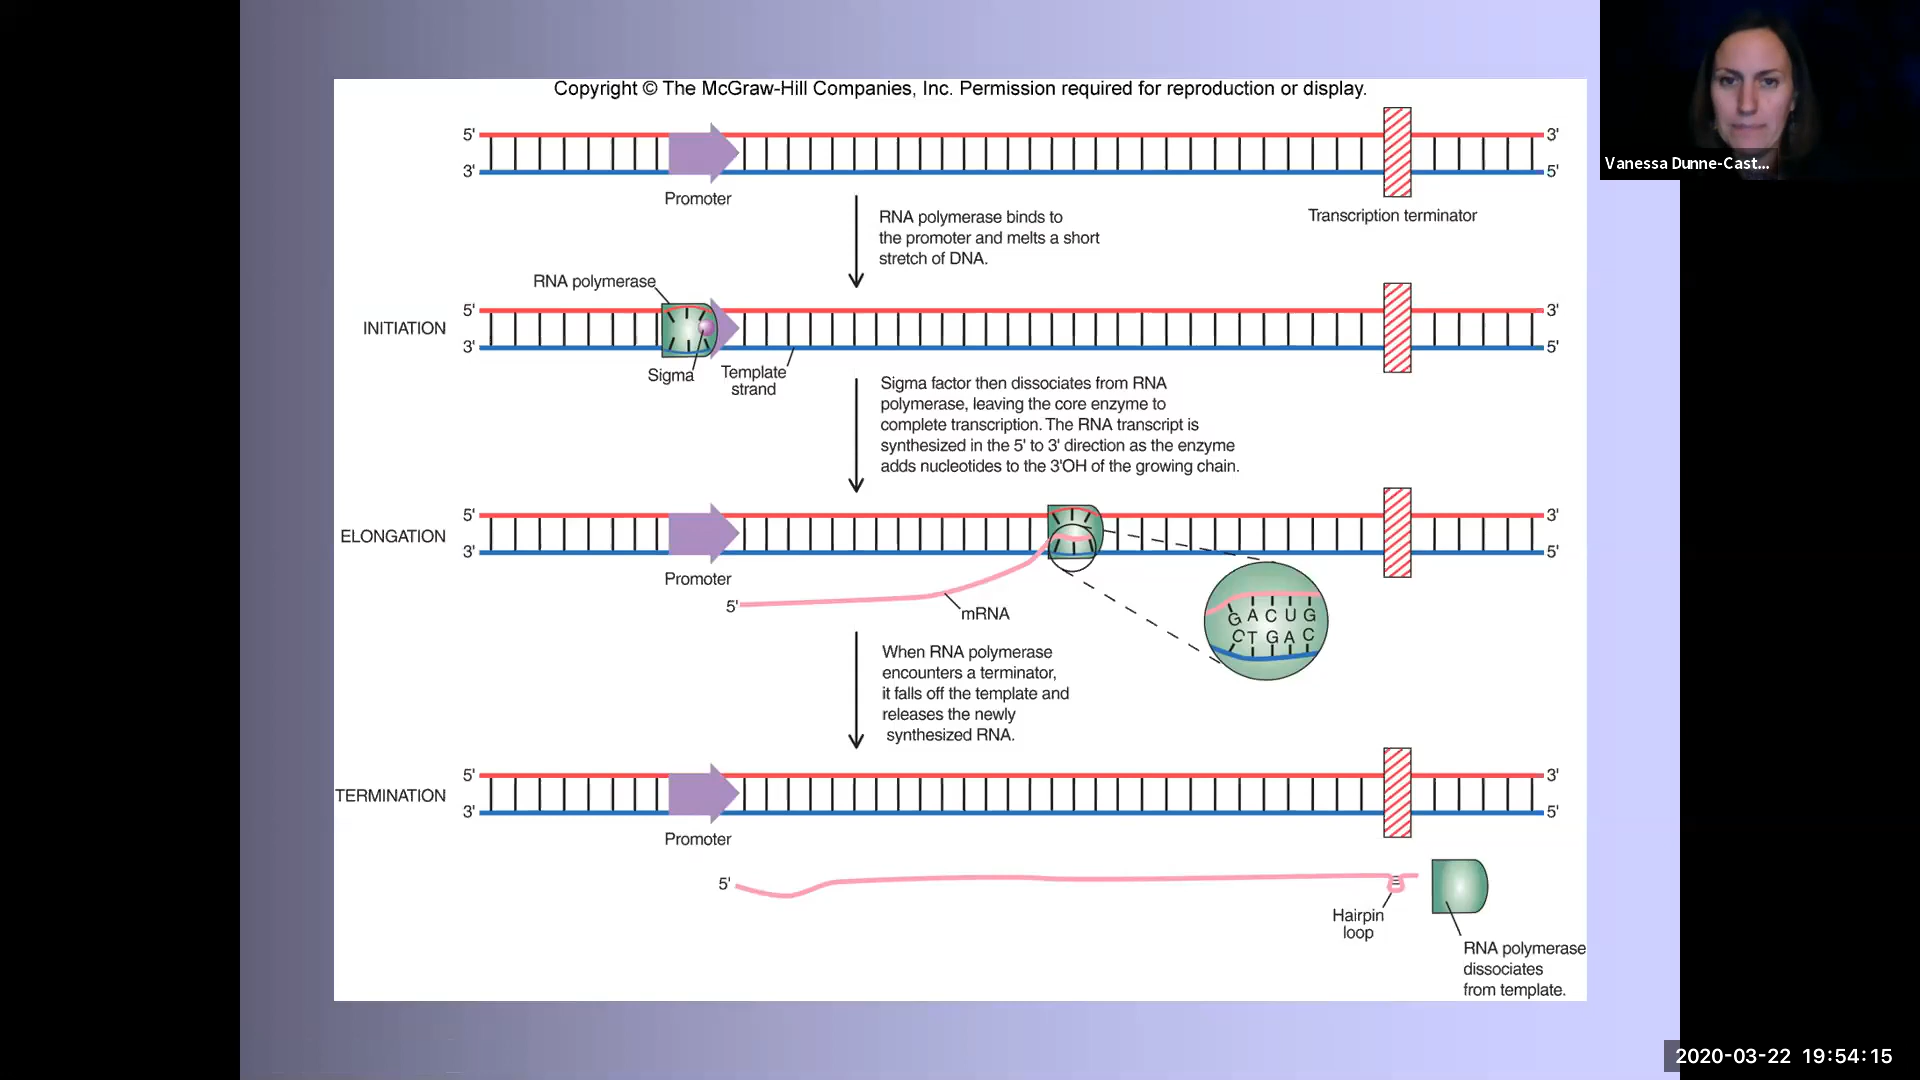 Copyright © The McGraw-Hill Companies, Inc. Permission required for reproduction or display.
Vanessa Dunne-Cast...
5' 3'
3' 5'
Promoter
Transcription terminator
RNA polymerase binds to
the promoter and melts a short
stretch of DNA.
RNA polymerase
5' 3'
INITIATION
3' 5'
Sigma
Template
strand
Sigma factor then dissociates from RNA
polymerase, leaving the core enzyme to
complete transcription. The RNA transcript is
synthesized in the 5' to 3' direction as the enzyme
adds nucleotides to the 3'OH of the growing chain.
5' 3'
ELONGATION
3' 5'
Promoter
5'
mRNA
G A C U G
C T G A C
When RNA polymerase
encounters a terminator,
it falls off the template and
releases the newly
synthesized RNA.
5' 3'
TERMINATION
3' 5'
Promoter
5'
Hairpin
loop
RNA polymerase
dissociates
from template.
2020-03-22 19:54:15